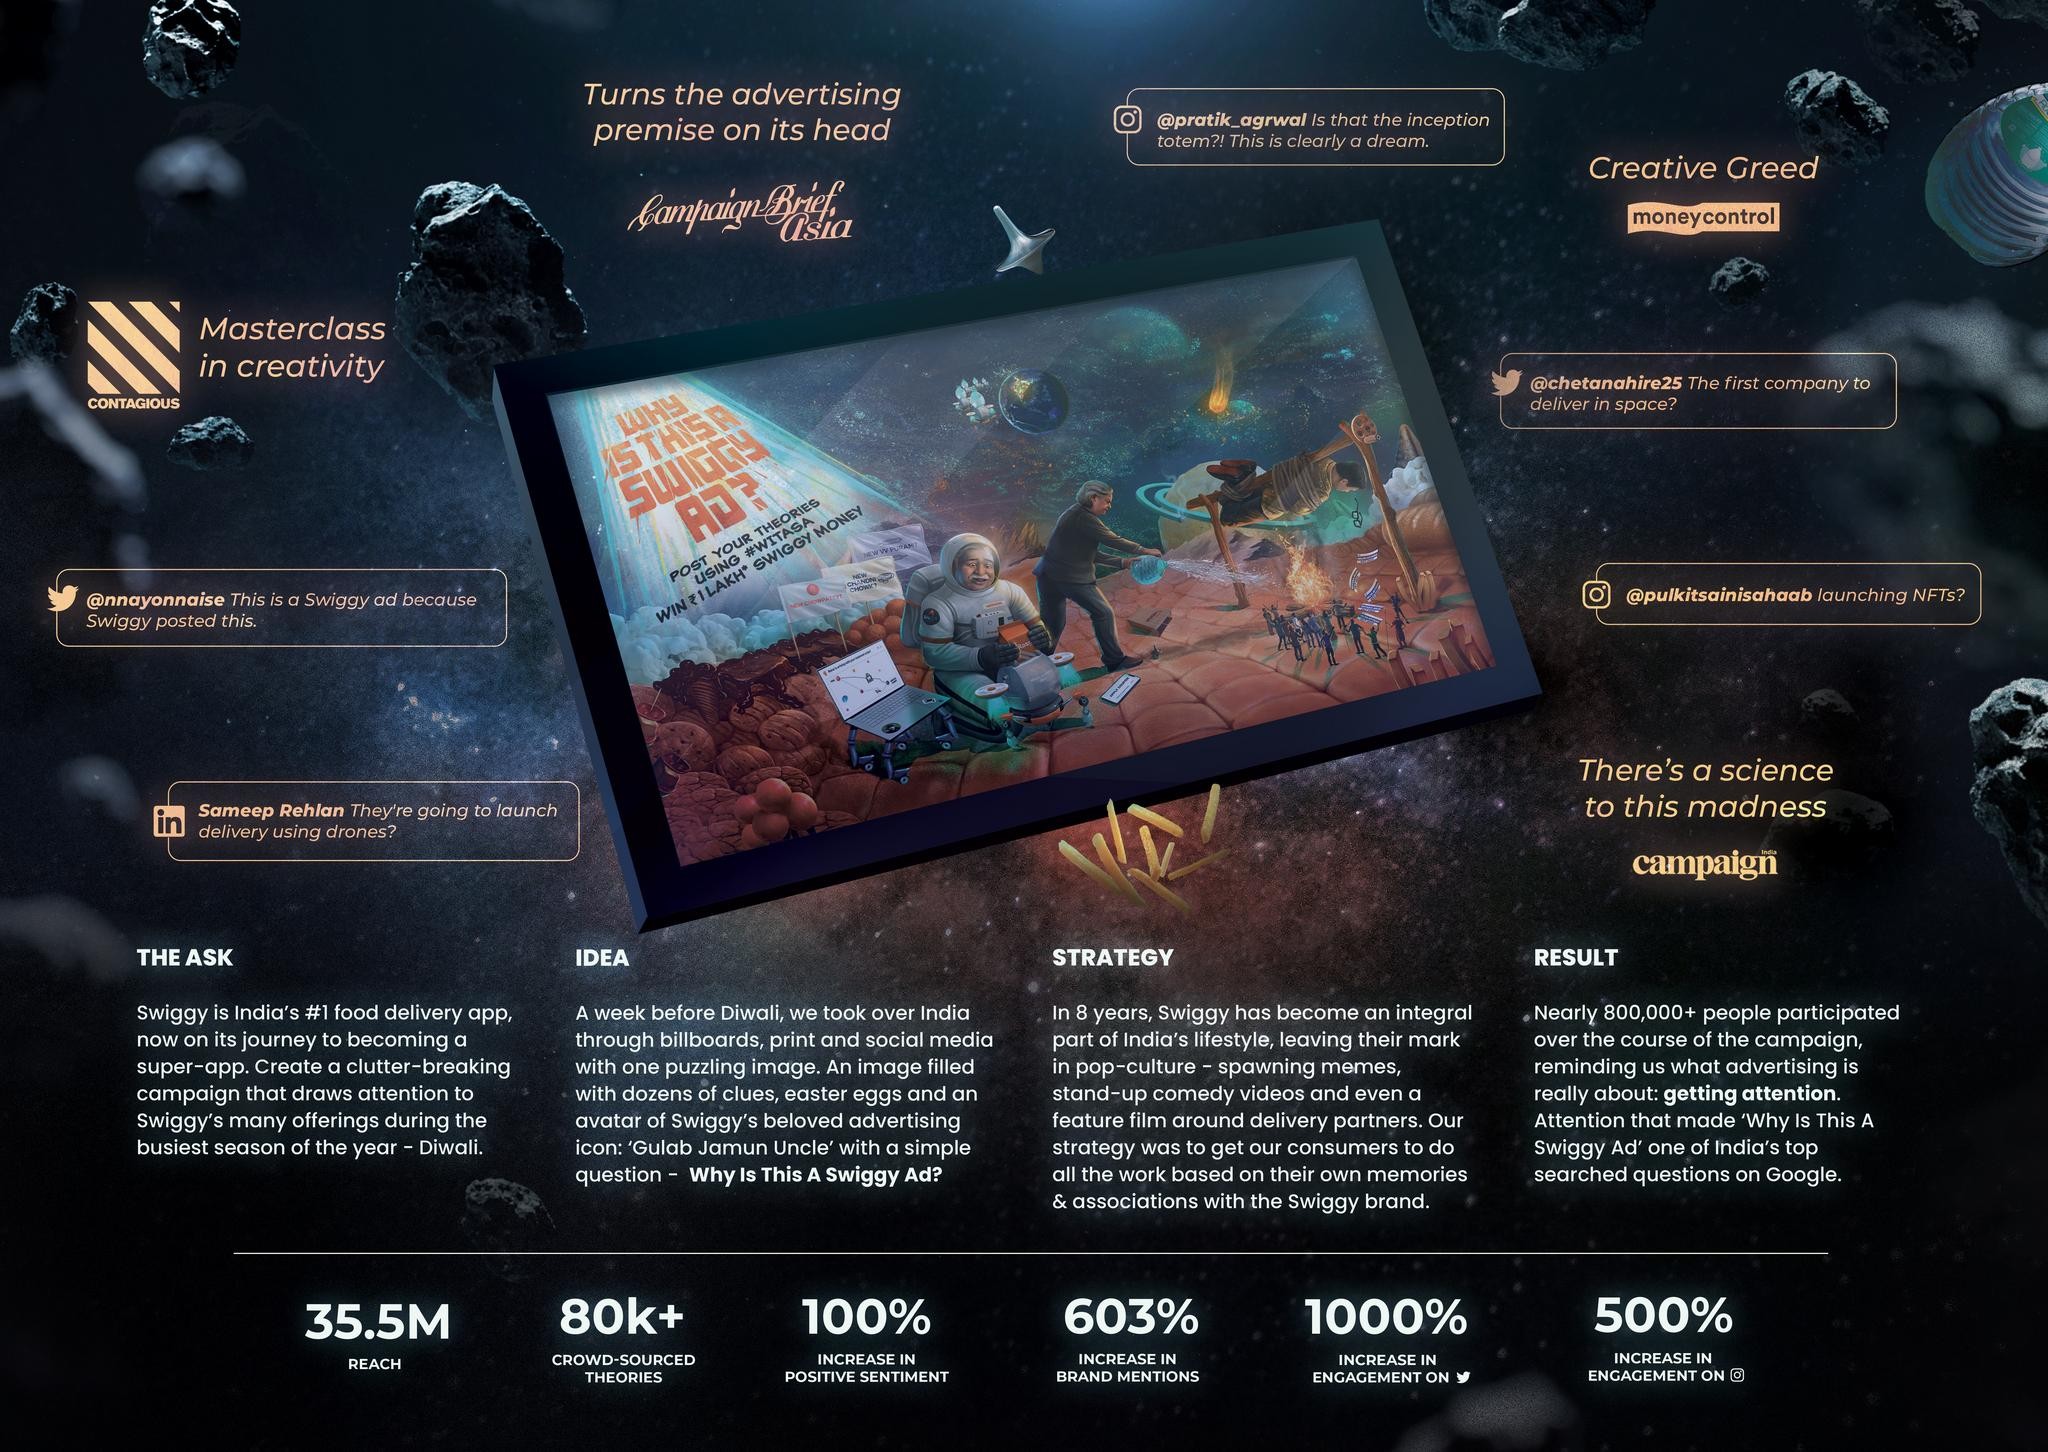 Turns the advertising
premise on its head
Campaign Brief
Asia
@pratik_agrwal Is that the inception
totem?! This is clearly a dream.
Creative Greed
moneycontrol
CONTAGIOUS
Masterclass
in creativity
@chetanahire25 The first company to
deliver in space?
WHY
IS THIS A
SWIGGY
AD?
POST YOUR THEORIES
USING #WITASA
WIN ₹1 LAKH* SWIGGY MONEY
@nnayonnaise This is a Swiggy ad because
Swiggy posted this.
@pulkitsainisahaab launching NFTs?
Sameep Rehlan They're going to launch
delivery using drones?
There's a science
to this madness
campaign
India
THE ASK
Swiggy is India's #1 food delivery app,
now on its journey to becoming a
super-app. Create a clutter-breaking
campaign that draws attention to
Swiggy's many offerings during the
busiest season of the year - Diwali.
IDEA
A week before Diwali, we took over India
through billboards, print and social media
with one puzzling image. An image filled
with dozens of clues, easter eggs and an
avatar of Swiggy's beloved advertising
icon: 'Gulab Jamun Uncle' with a simple
question - Why Is This A Swiggy Ad?
STRATEGY
In 8 years, Swiggy has become an integral
part of India's lifestyle, leaving their mark
in pop-culture - spawning memes,
stand-up comedy videos and even a
feature film around delivery partners. Our
strategy was to get our consumers to do
all the work based on their own memories
& associations with the Swiggy brand.
RESULT
Nearly 800,000+ people participated
over the course of the campaign,
reminding us what advertising is
really about: getting attention.
Attention that made 'Why Is This A
Swiggy Ad' one of India's top
searched questions on Google.
35.5M
REACH
80k+
CROWD-SOURCED
THEORIES
100%
INCREASE IN
POSITIVE SENTIMENT
603%
INCREASE IN
BRAND MENTIONS
1000%
INCREASE IN
ENGAGEMENT ON
500%
INCREASE IN
ENGAGEMENT ON